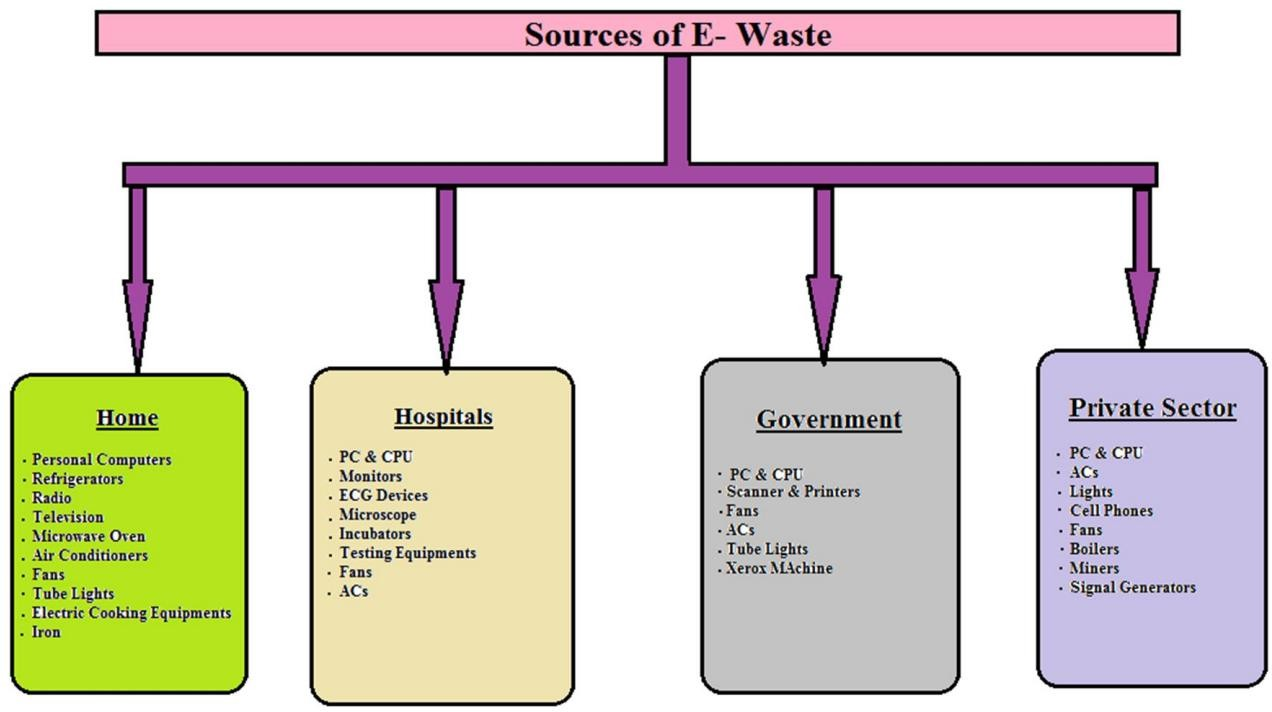 Sources of E- Waste
Home
· Personal Computers
· Refrigerators
· Radio
· Television
· Microwave Oven
· Air Conditioners
· Fans
· Tube Lights
· Electric Cooking Equipments
· Iron
Hospitals
· PC & CPU
· Monitors
· ECG Devices
· Microscope
· Incubators
· Testing Equipments
· Fans
· ACs
Government
· PC & CPU
· Scanner & Printers
· Fans
· ACs
· Tube Lights
· Xerox MAchine
Private Sector
· PC & CPU
· ACs
· Lights
· Cell Phones
· Fans
· Boilers
· Miners
· Signal Generators